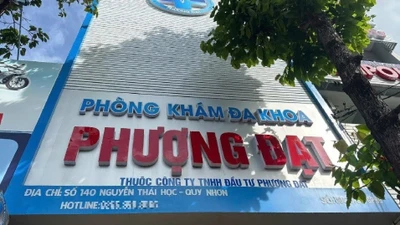 PHÒNG KHÁM ĐA KHOA
PHƯỢNG ĐẠT
THUỘC CÔNG TY TNHH ĐẦU TƯ PHƯỢNG ĐẠT
ĐỊA CHỈ: SỐ 140 NGUYỄN THÁI HỌC - QUY NHƠN
HOTLINE:
PO